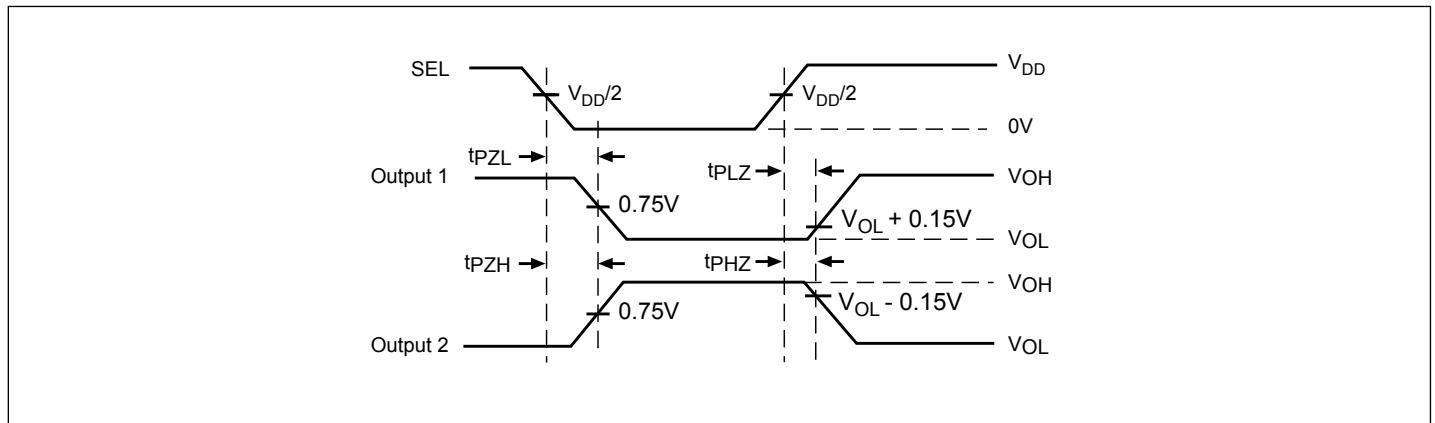 SEL
V_DD/2
V_DD/2
V_DD
0V
tPZL
tPLZ
Output 1
0.75V
V_OL + 0.15V
VOH
VOL
tPZH
tPHZ
VOH
0.75V
V_OL - 0.15V
Output 2
VOL